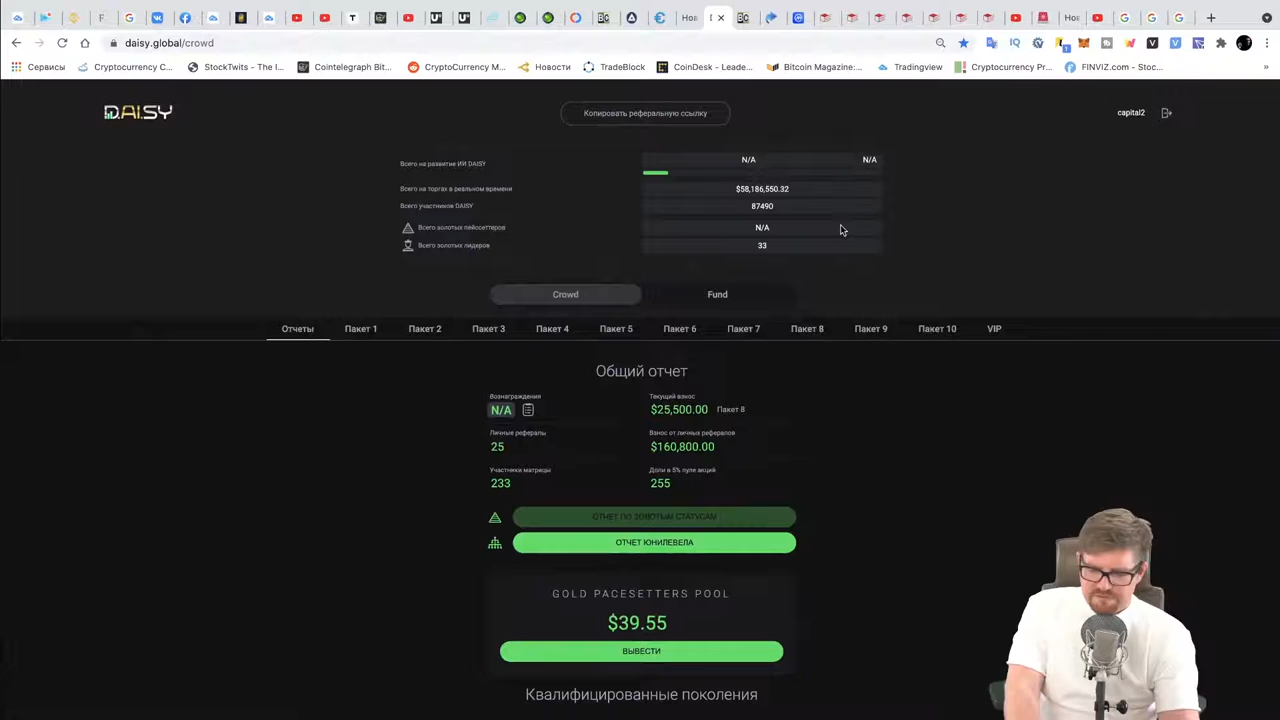 Нов
Нов
daisy.global/crowd
Сервисы
Cryptocurrency C...
StockTwits - The l...
Cointelegraph Bit...
CryptoCurrency M...
Новости
TradeBlock
CoinDesk - Leade...
Bitcoin Magazine:...
Tradingview
Cryptocurrency Pr...
FINVIZ.com - Stoc...
DAISY
Копировать реферальную ссылку
capital2
Всего на развитие ИИ DAISY
N/A
N/A
Всего на торгах в реальном времени
$58,186,550.32
Всего участников DAISY
87490
Всего золотых пейссеттеров
N/A
Всего золотых лидеров
33
Crowd
Fund
Отчеты
Пакет 1
Пакет 2
Пакет 3
Пакет 4
Пакет 5
Пакет 6
Пакет 7
Пакет 8
Пакет 9
Пакет 10
VIP
Общий отчет
Вознаграждения
N/A
Текущий взнос
$25,500.00 Пакет 8
Личные рефералы
25
Взнос от личных рефералов
$160,800.00
Участники матрицы
233
Доли в 5% пуле акций
255
ОТЧЕТ ПО ЗОЛОТЫМ СТАТУСАМ
ОТЧЕТ ЮНИЛЕВЕЛА
GOLD PACESETTERS POOL
$39.55
ВЫВЕСТИ
Квалифицированные поколения